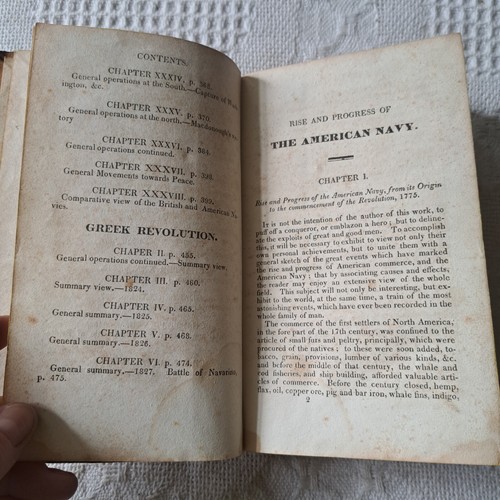 CONTENTS.
CHAPTER XXXIV, p. 362.
General operations at the South.—Capture of Wash
ington, &c.
CHAPTER XXXV. p. 370
General operations at the north.—Macdonough's vic
tory
CHAPTER XXXVI. p. 384.
General operations continued.
CHAPTER XXXVII. p. 390.
General Movements towards Peace.
CHAPTER XXXVIII. p. 399.
Comparative view of the British and American Na
vies.
GREEK REVOLUTION.
CHAPER II. p. 455.
General operations continued.—Summary view.
CHAPTER III. p. 460.
Summary view.—1824.
CHAPTER IV. p. 465.
General summary.—1825.
CHAPTER V. p. 468.
General summary.—1826.
CHAPTER VI. p. 474.
General summary.—1827. Battle of Navarino,
p. 475.
RISE AND PROGRESS OF
THE AMERICAN NAVY.
CHAPTER I.
Rise and Progress of the American Navy, from its Origin
to the commencement of the Revolution, 1775.
It is not the intention of the author of this work, to
puff off a conqueror, or emblazon a hero; but to deline-
ate the exploits of great and good men. To accomplish
this, it will be necessary to exhibit to view not only their
own personal achievements, but to unite them with a
general sketch of the great events which have marked
the rise and progress of American commerce, and the
American Navy; that by associating causes and effects,
the reader may enjoy an extensive view of the whole
field. This subject will not only be interesting, but ex-
hibit to the world, at the same time, a train of the most
astonishing events, which have ever been recorded in the
whole family of man.
The commerce of the first settlers of North America,
in the fore part of the 17th century, was confined to the
article of small furs and peltry, principally, which were
procured of the natives; to these were soon added, to-
bacco, grain, provisions, lumber of various kinds, &c.
and before the middle of that century, the whale and
cod fisheries, and ship building, afforded valuable arti-
cles of commerce. Before the century closed, hemp,
flax, oil, copper ore, pig and bar iron, whale fins, indigo,
2